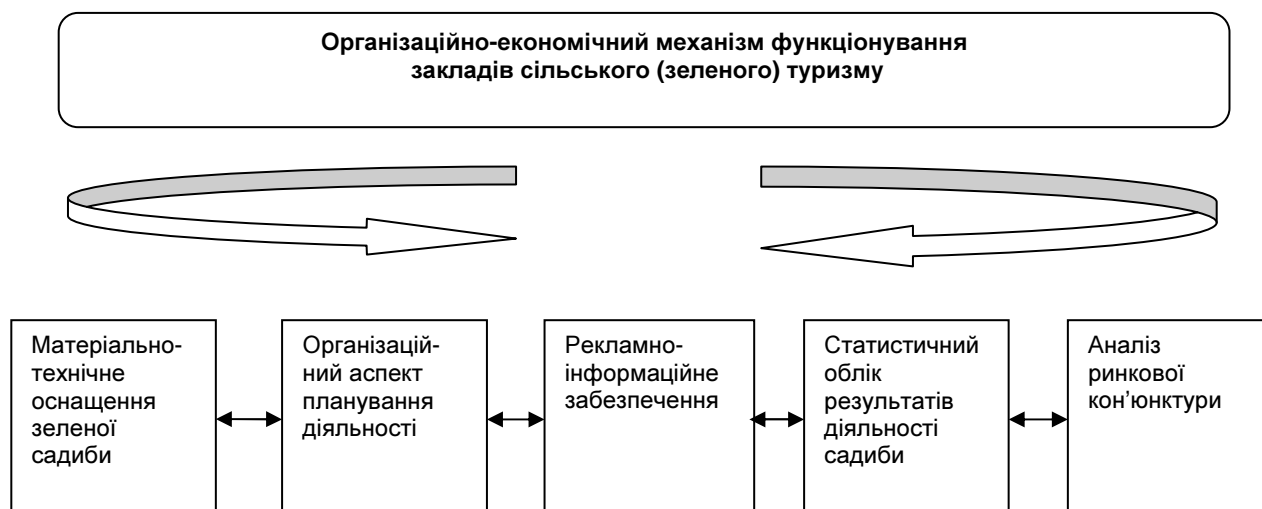 Організаційно-економічний механізм функціонування
закладів сільського (зеленого) туризму
Матеріально-
технічне
оснащення
зеленої
садиби
Організацій-
ний аспект
планування
діяльності
Рекламно-
інформаційне
забезпечення
Статистичний
облік
результатів
діяльності
садиби
Аналіз
ринкової
кон’юнктури